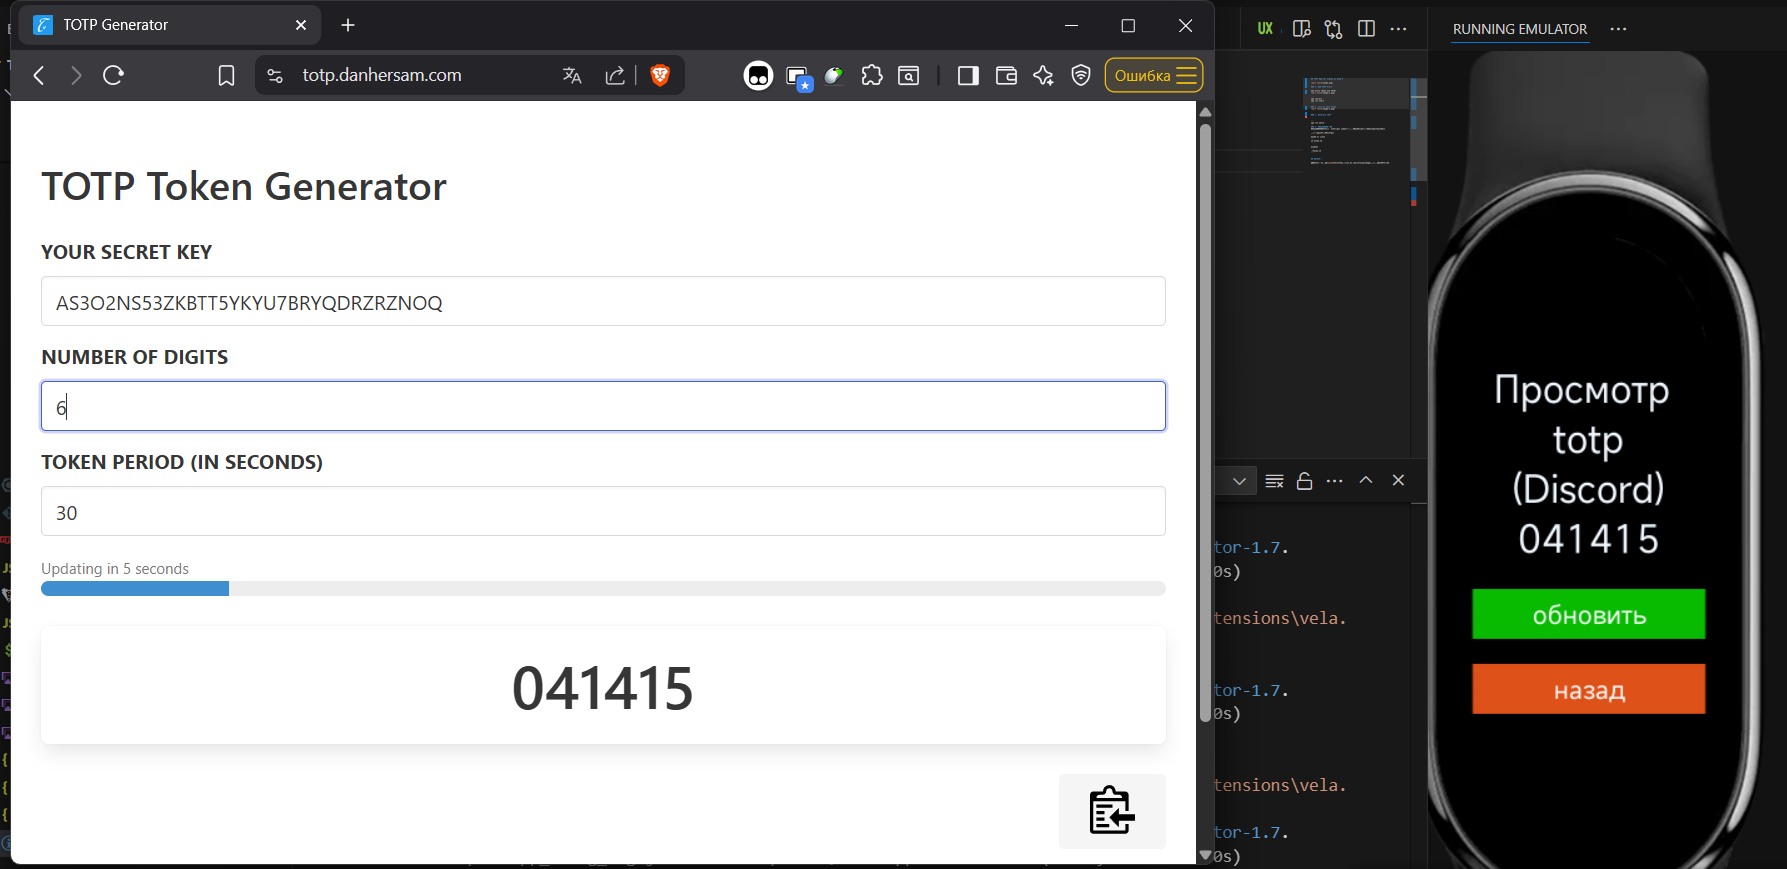 TOTP Generator
totp.danhersam.com
Ошибка
TOTP Token Generator
YOUR SECRET KEY
AS3O2NS53ZKBTT5YKYU7BRYQDRZRZNOQ
NUMBER OF DIGITS
6
TOKEN PERIOD (IN SECONDS)
30
Updating in 5 seconds
041415
UX
tor-1.7.
0s)
tensions\vela.
tor-1.7.
0s)
tensions\vela.
tor-1.7.
0s)
RUNNING EMULATOR
Просмотр
totp
(Discord)
041415
обновить
назад